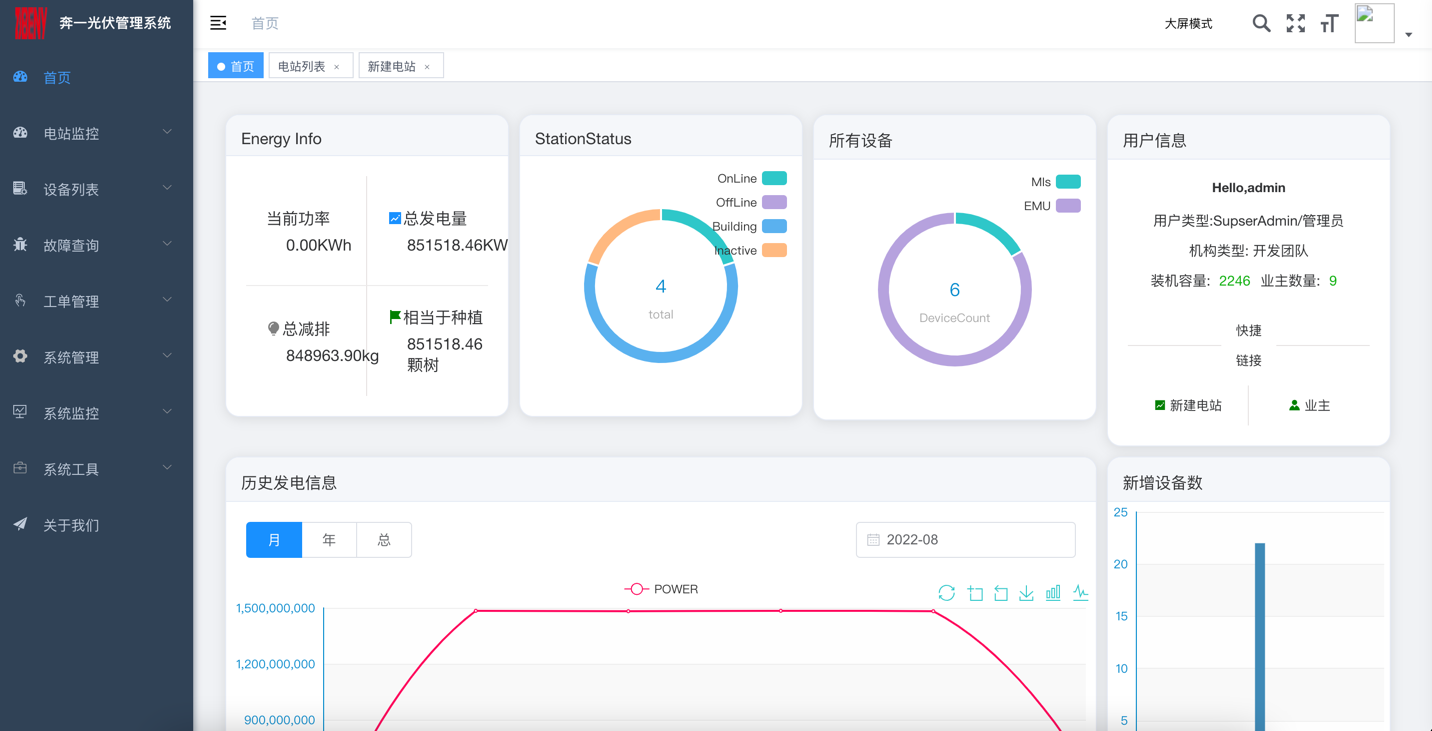 奔一光伏管理系统
首页
大屏模式
首页
电站列表 ×
新建电站 ×
首页
电站监控
设备列表
故障查询
工单管理
系统管理
系统监控
系统工具
关于我们
Energy Info
当前功率
0.00KWh
总发电量
851518.46KW
总减排
848963.90kg
相当于种植
851518.46
颗树
StationStatus
OnLine
OffLine
Building
Inactive
4
total
所有设备
MIs
EMU
6
DeviceCount
用户信息
Hello,admin
用户类型:SupserAdmin/管理员
机构类型: 开发团队
装机容量: 2246 业主数量: 9
快捷
链接
新建电站
业主
历史发电信息
月 年 总
2022-08
POWER
1,500,000,000
1,200,000,000
900,000,000
新增设备数
25
20
15
10
5